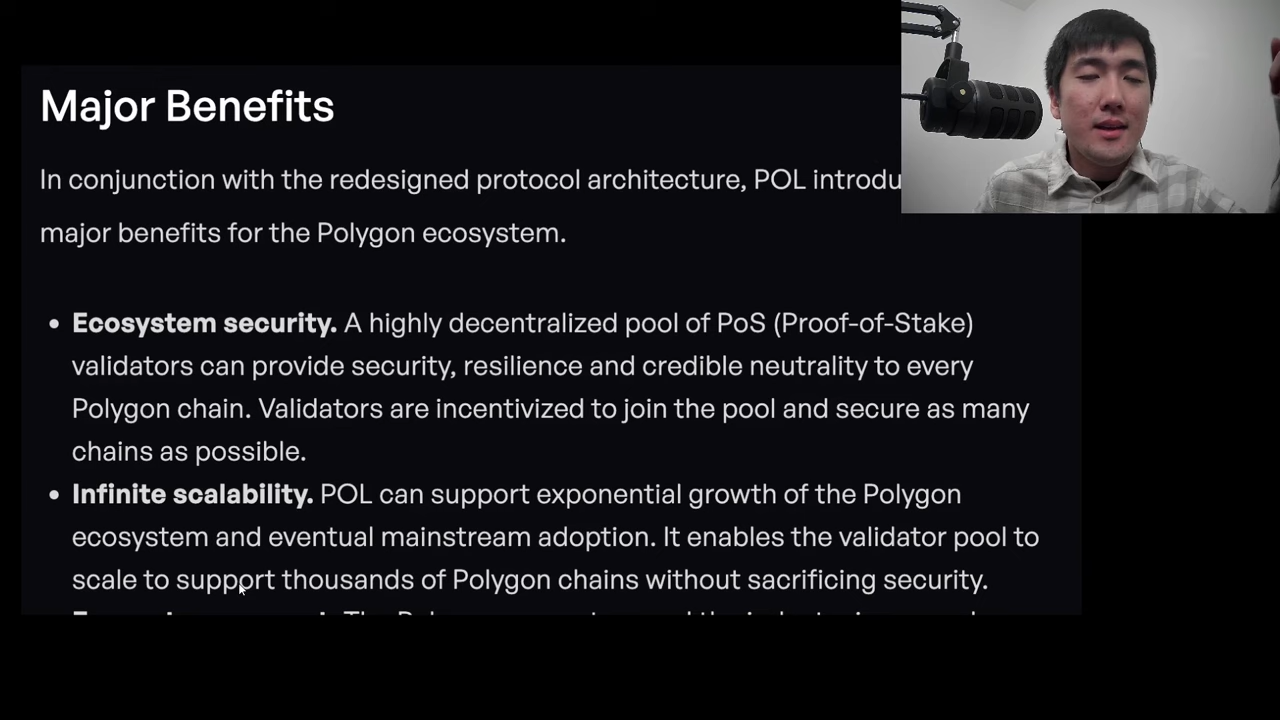 Major Benefits
In conjunction with the redesigned protocol architecture, POL
major benefits for the Polygon ecosystem.
• Ecosystem security. A highly decentralized pool of PoS (Proof-of-Stake)
validators can provide security, resilience and credible neutrality to every
Polygon chain. Validators are incentivized to join the pool and secure as many
chains as possible.
• Infinite scalability. POL can support exponential growth of the Polygon
ecosystem and eventual mainstream adoption. It enables the validator pool to
scale to support thousands of Polygon chains without sacrificing security.